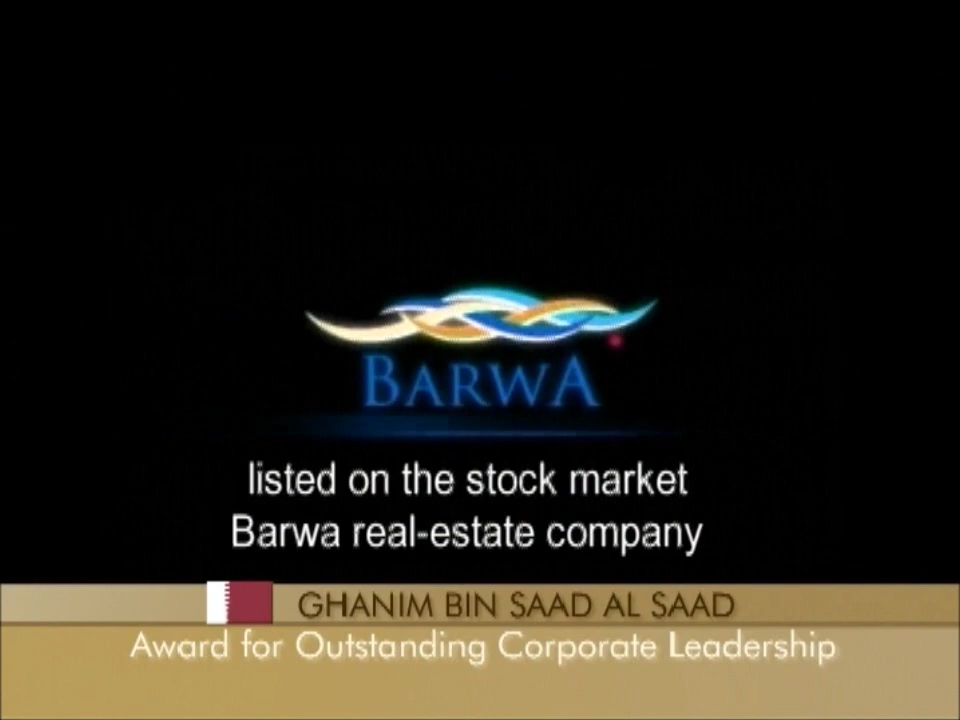 BARWA
listed on the stock market
Barwa real-estate company
GHANIM BIN SAAD AL SAAD
Award for Outstanding Corporate Leadership